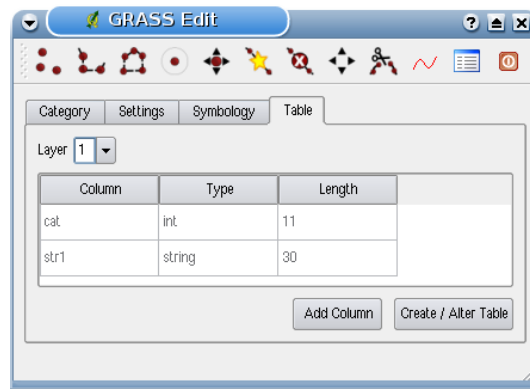 GRASS Edit
Category Settings Symbology Table
Layer 1
Column Type Length
cat int 11
str1 string 30
Add Column Create / Alter Table